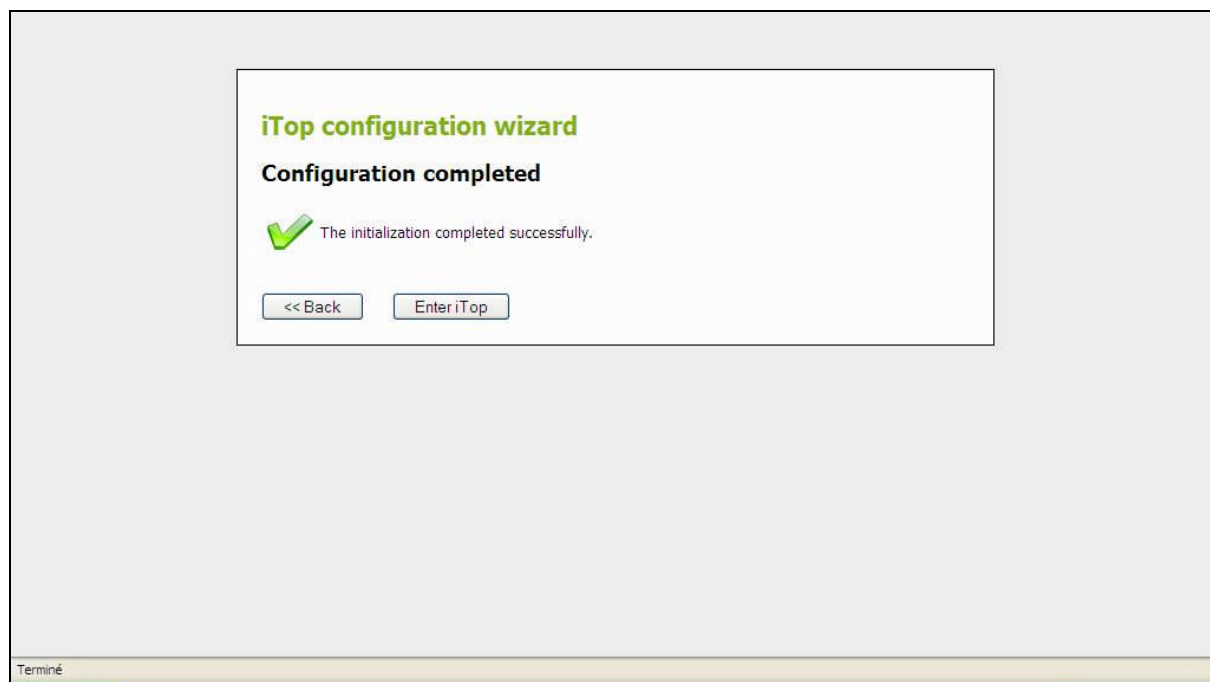 iTop configuration wizard
Configuration completed
The initialization completed successfully.
<< Back Enter iTop
Terminé